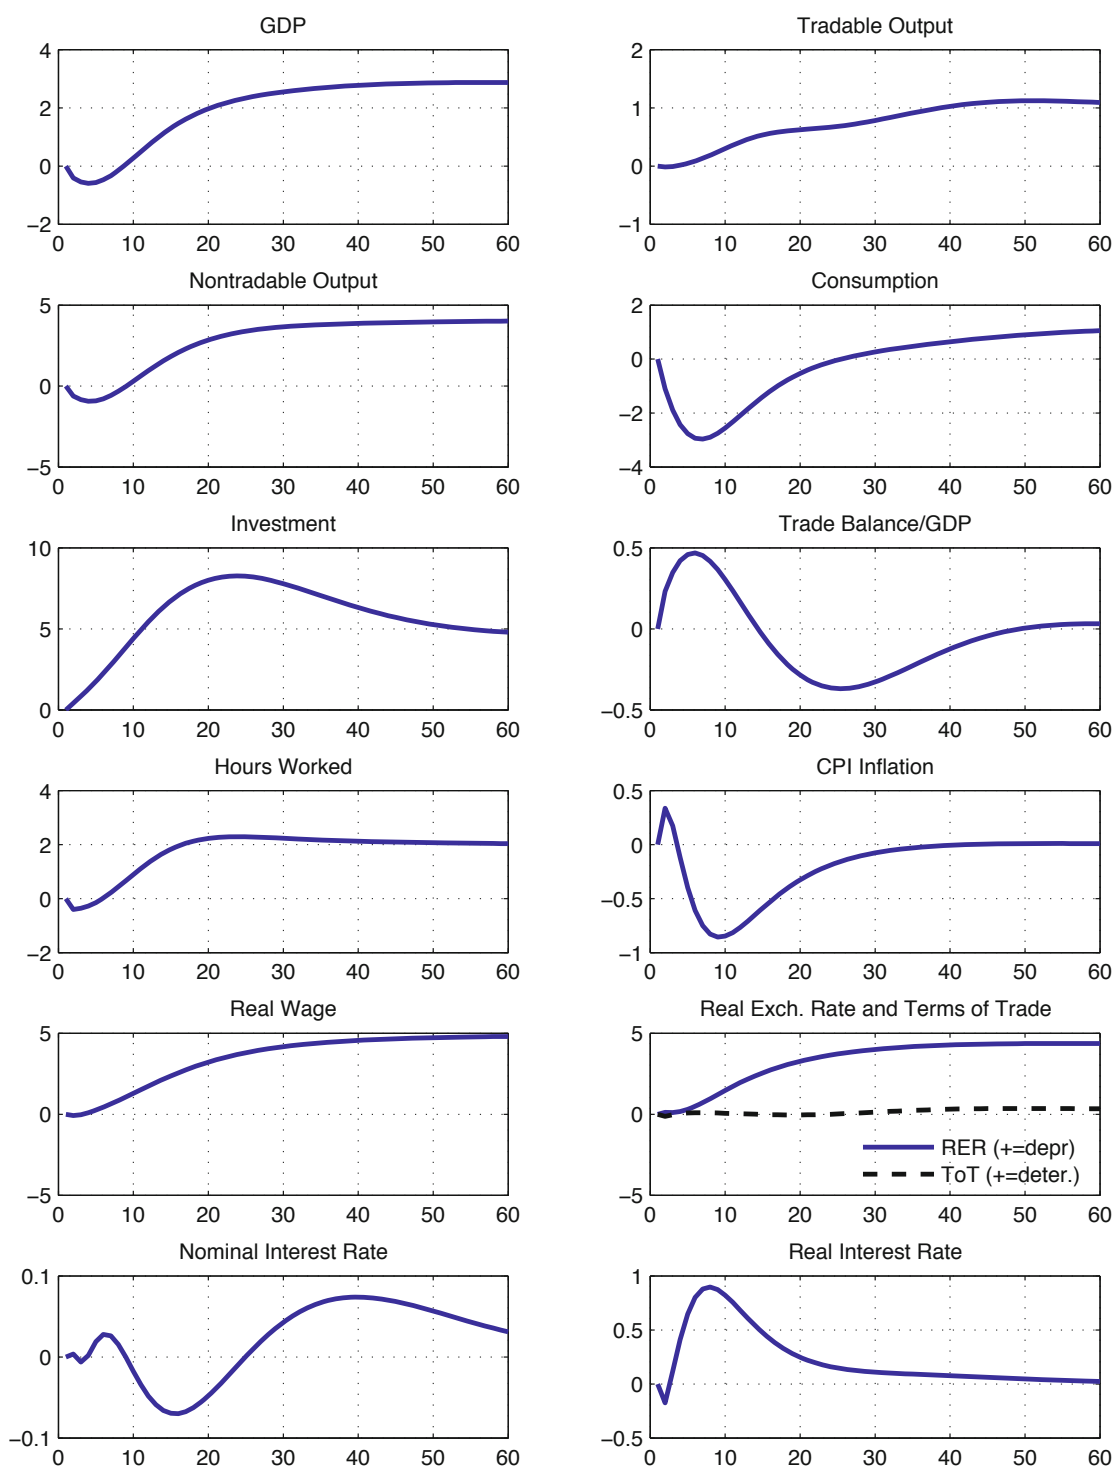 GDP
4
2
0
−2
0 10 20 30 40 50 60
Tradable Output
2
1
0
−1
0 10 20 30 40 50 60
Nontradable Output
5
0
−5
0 10 20 30 40 50 60
Consumption
2
0
−2
−4
0 10 20 30 40 50 60
Investment
10
5
0
0 10 20 30 40 50 60
Trade Balance/GDP
0.5
0
−0.5
0 10 20 30 40 50 60
Hours Worked
4
2
0
−2
0 10 20 30 40 50 60
CPI Inflation
0.5
0
−0.5
−1
0 10 20 30 40 50 60
Real Wage
5
0
−5
0 10 20 30 40 50 60
Real Exch. Rate and Terms of Trade
5
0
−5
RER (+=depr)
ToT (+=deter.)
0 10 20 30 40 50 60
Nominal Interest Rate
0.1
0
−0.1
0 10 20 30 40 50 60
Real Interest Rate
1
0.5
0
−0.5
0 10 20 30 40 50 60